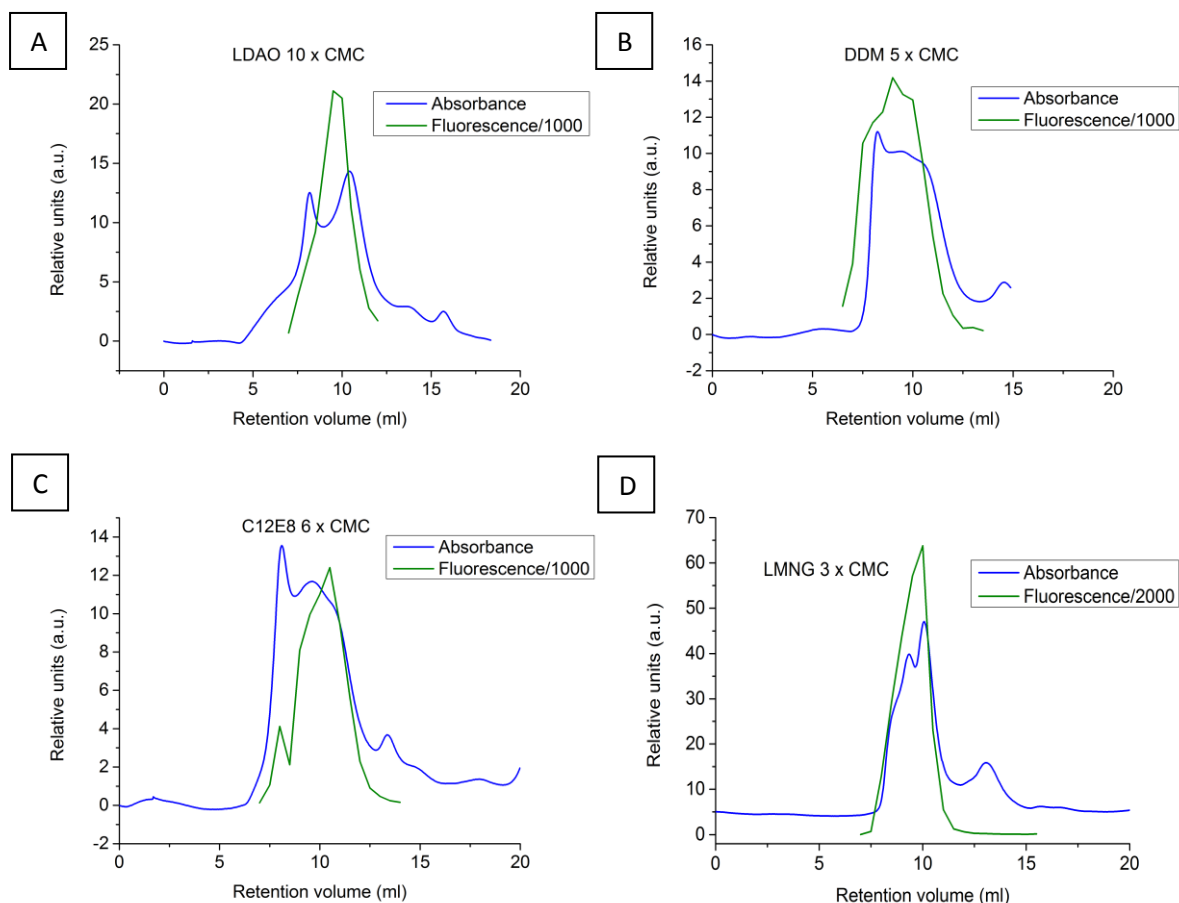 A
LDAO 10 x CMC
Absorbance
Fluorescence/1000
Relative units (a.u.)
25
20
15
10
5
0
0 5 10 15 20
Retention volume (ml)
B
DDM 5 x CMC
Absorbance
Fluorescence/1000
Relative units (a.u.)
16
14
12
10
8
6
4
2
0
-2
0 5 10 15 20
Retention volume (ml)
C
C12E8 6 x CMC
Absorbance
Fluorescence/1000
Relative units (a.u.)
14
12
10
8
6
4
2
0
-2
0 5 10 15 20
Retention volume (ml)
D
LMNG 3 x CMC
Absorbance
Fluorescence/2000
Relative units (a.u.)
70
60
50
40
30
20
10
0
0 5 10 15 20
Retention volume (ml)